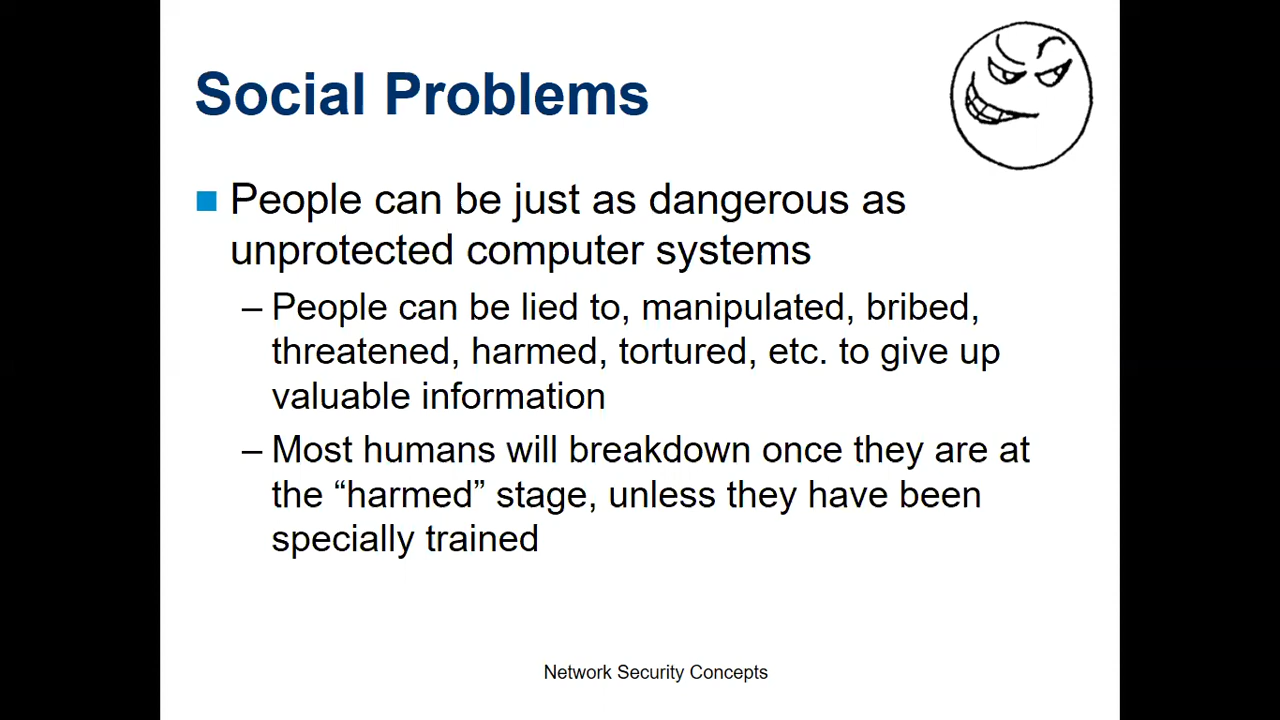 Social Problems
People can be just as dangerous as
unprotected computer systems
– People can be lied to, manipulated, bribed,
threatened, harmed, tortured, etc. to give up
valuable information
– Most humans will breakdown once they are at
the “harmed” stage, unless they have been
specially trained
Network Security Concepts